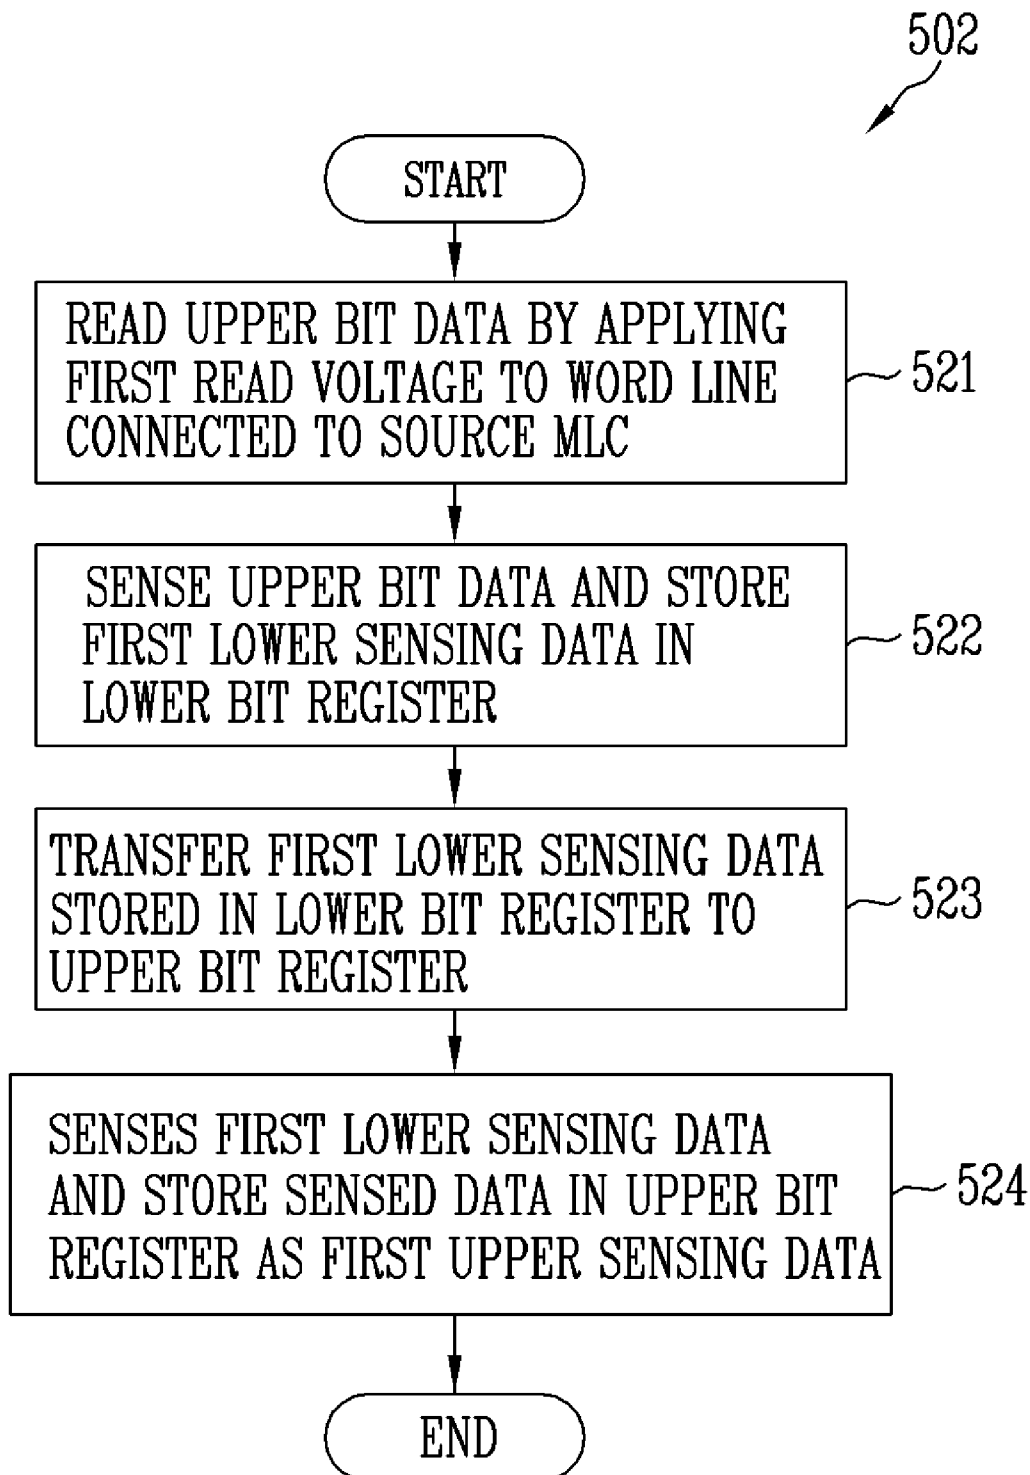 502
START
READ UPPER BIT DATA BY APPLYING
FIRST READ VOLTAGE TO WORD LINE
CONNECTED TO SOURCE MLC
521
SENSE UPPER BIT DATA AND STORE
FIRST LOWER SENSING DATA IN
LOWER BIT REGISTER
522
TRANSFER FIRST LOWER SENSING DATA
STORED IN LOWER BIT REGISTER TO
UPPER BIT REGISTER
523
SENSES FIRST LOWER SENSING DATA
AND STORE SENSED DATA IN UPPER BIT
REGISTER AS FIRST UPPER SENSING DATA
524
END